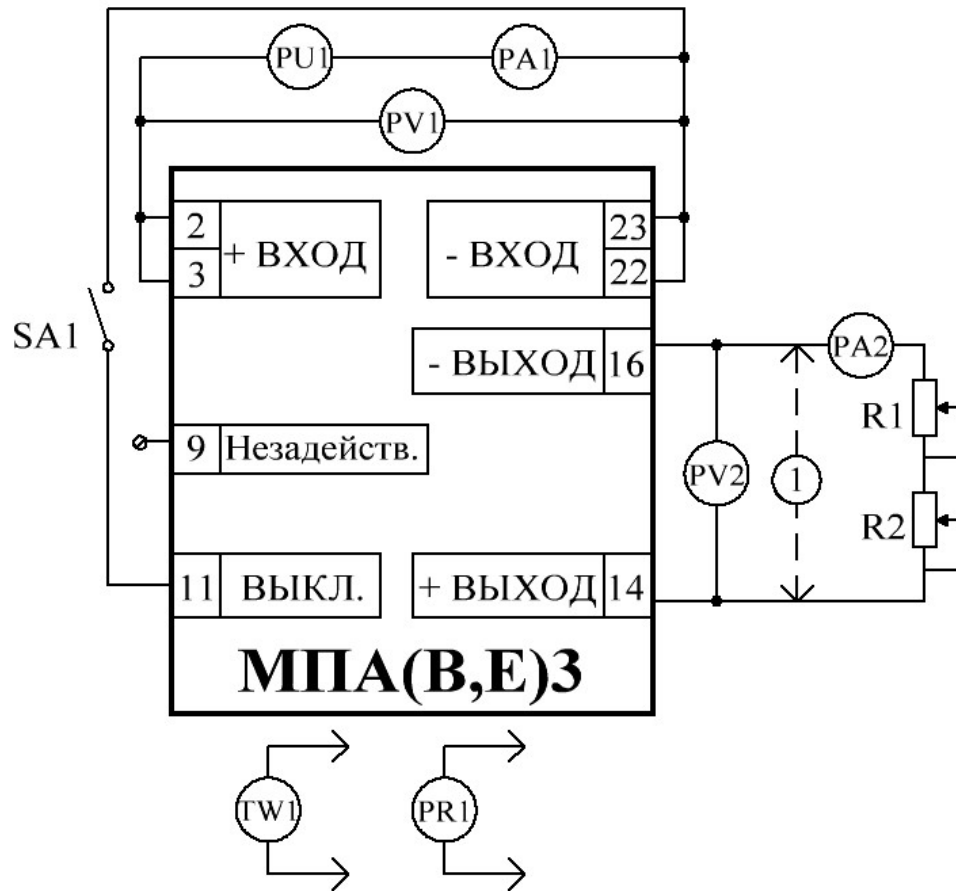 PU1
PA1
PV1
2
+ ВХОД
3
23
- ВХОД
22
SA1
- ВЫХОД
16
PA2
R1
9
Незадейств.
PV2
1
R2
11
ВЫКЛ.
+ ВЫХОД
14
МПА(В,Е)3
TW1
PR1